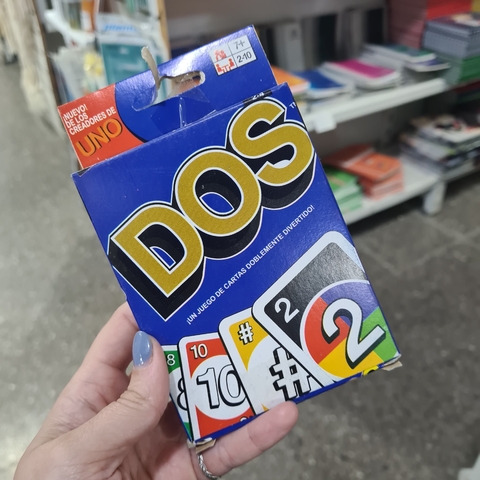 ¡NUEVO!
DE LOS
CREADORES DE
UNO
7+
2-10
DOS
TM
¡UN JUEGO DE CARTAS DOBLEMENTE DIVERTIDO!
8
8
10
10
#
#
2
2